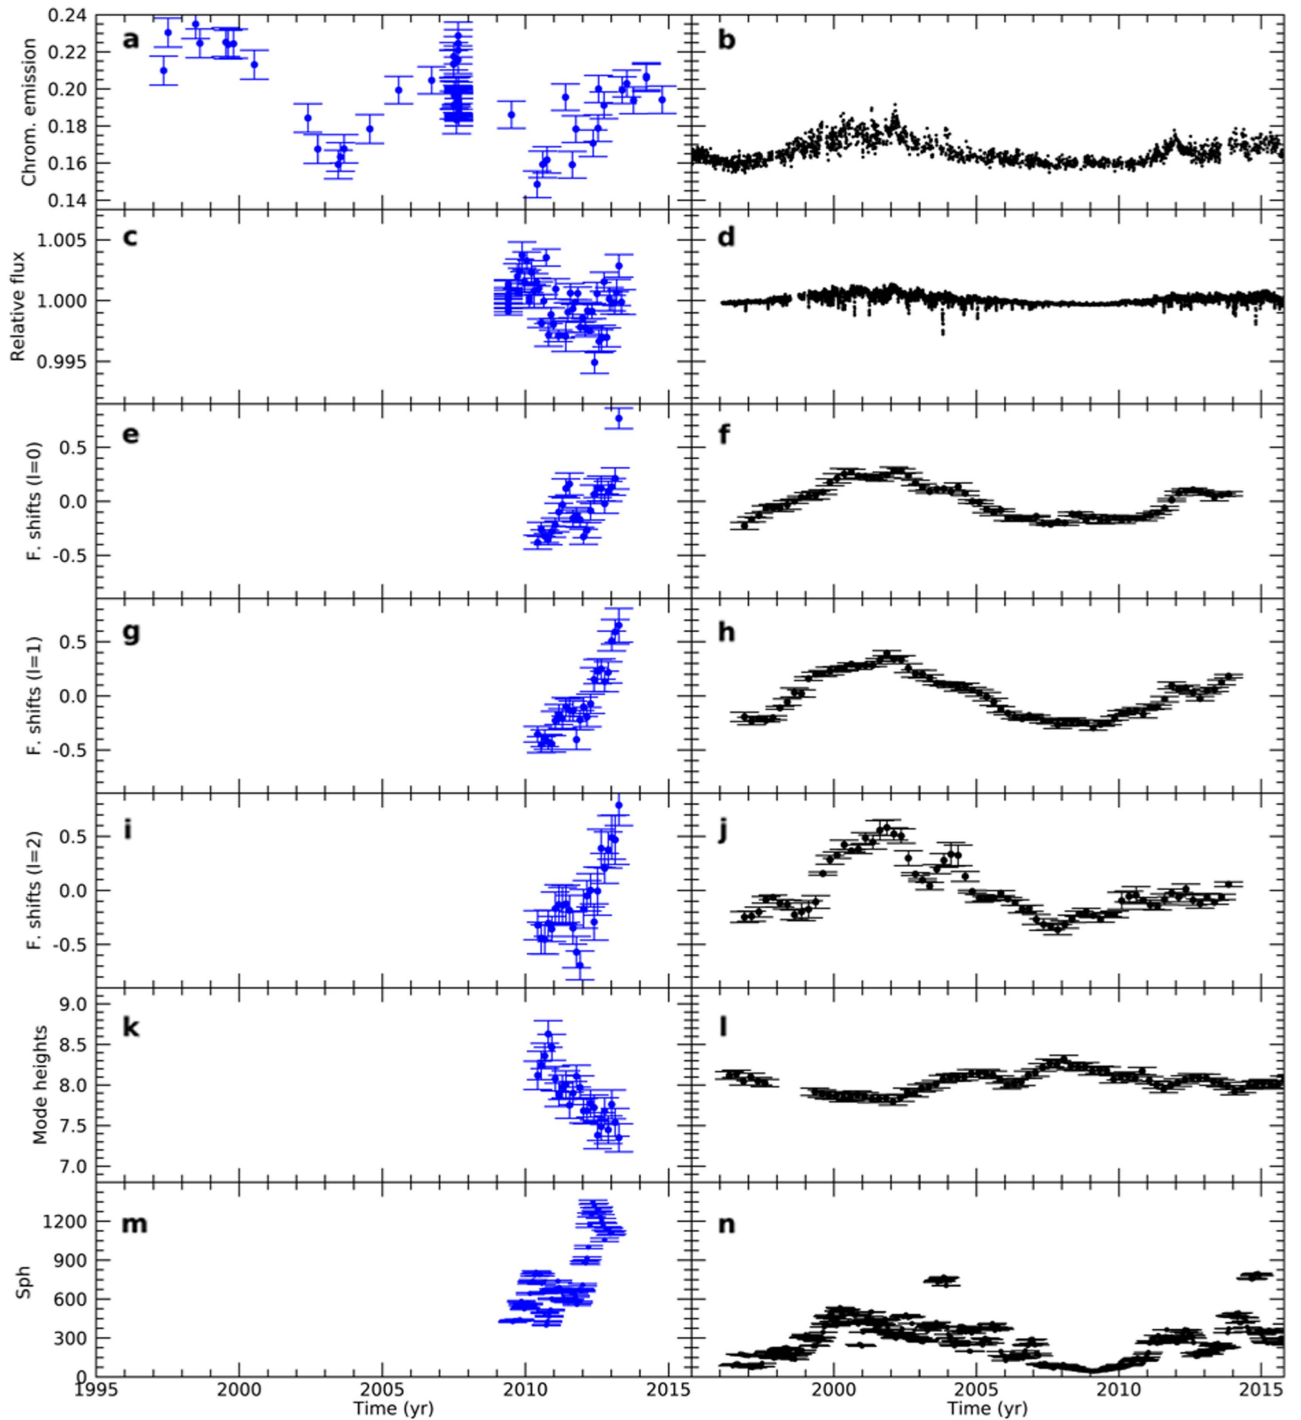 0.24
0.22
0.20
0.18
0.16
0.14
Chrom. emission
a
b
1.005
1.000
0.995
Relative flux
c
d
0.5
0.0
-0.5
F. shifts (l=0)
e
f
0.5
0.0
-0.5
F. shifts (l=1)
g
h
0.5
0.0
-0.5
F. shifts (l=2)
i
j
9.0
8.5
8.0
7.5
7.0
Mode heights
k
l
1200
900
600
300
0
Sph
m
n
1995 2000 2005 2010 2015 2000 2005 2010 2015
Time (yr) Time (yr)